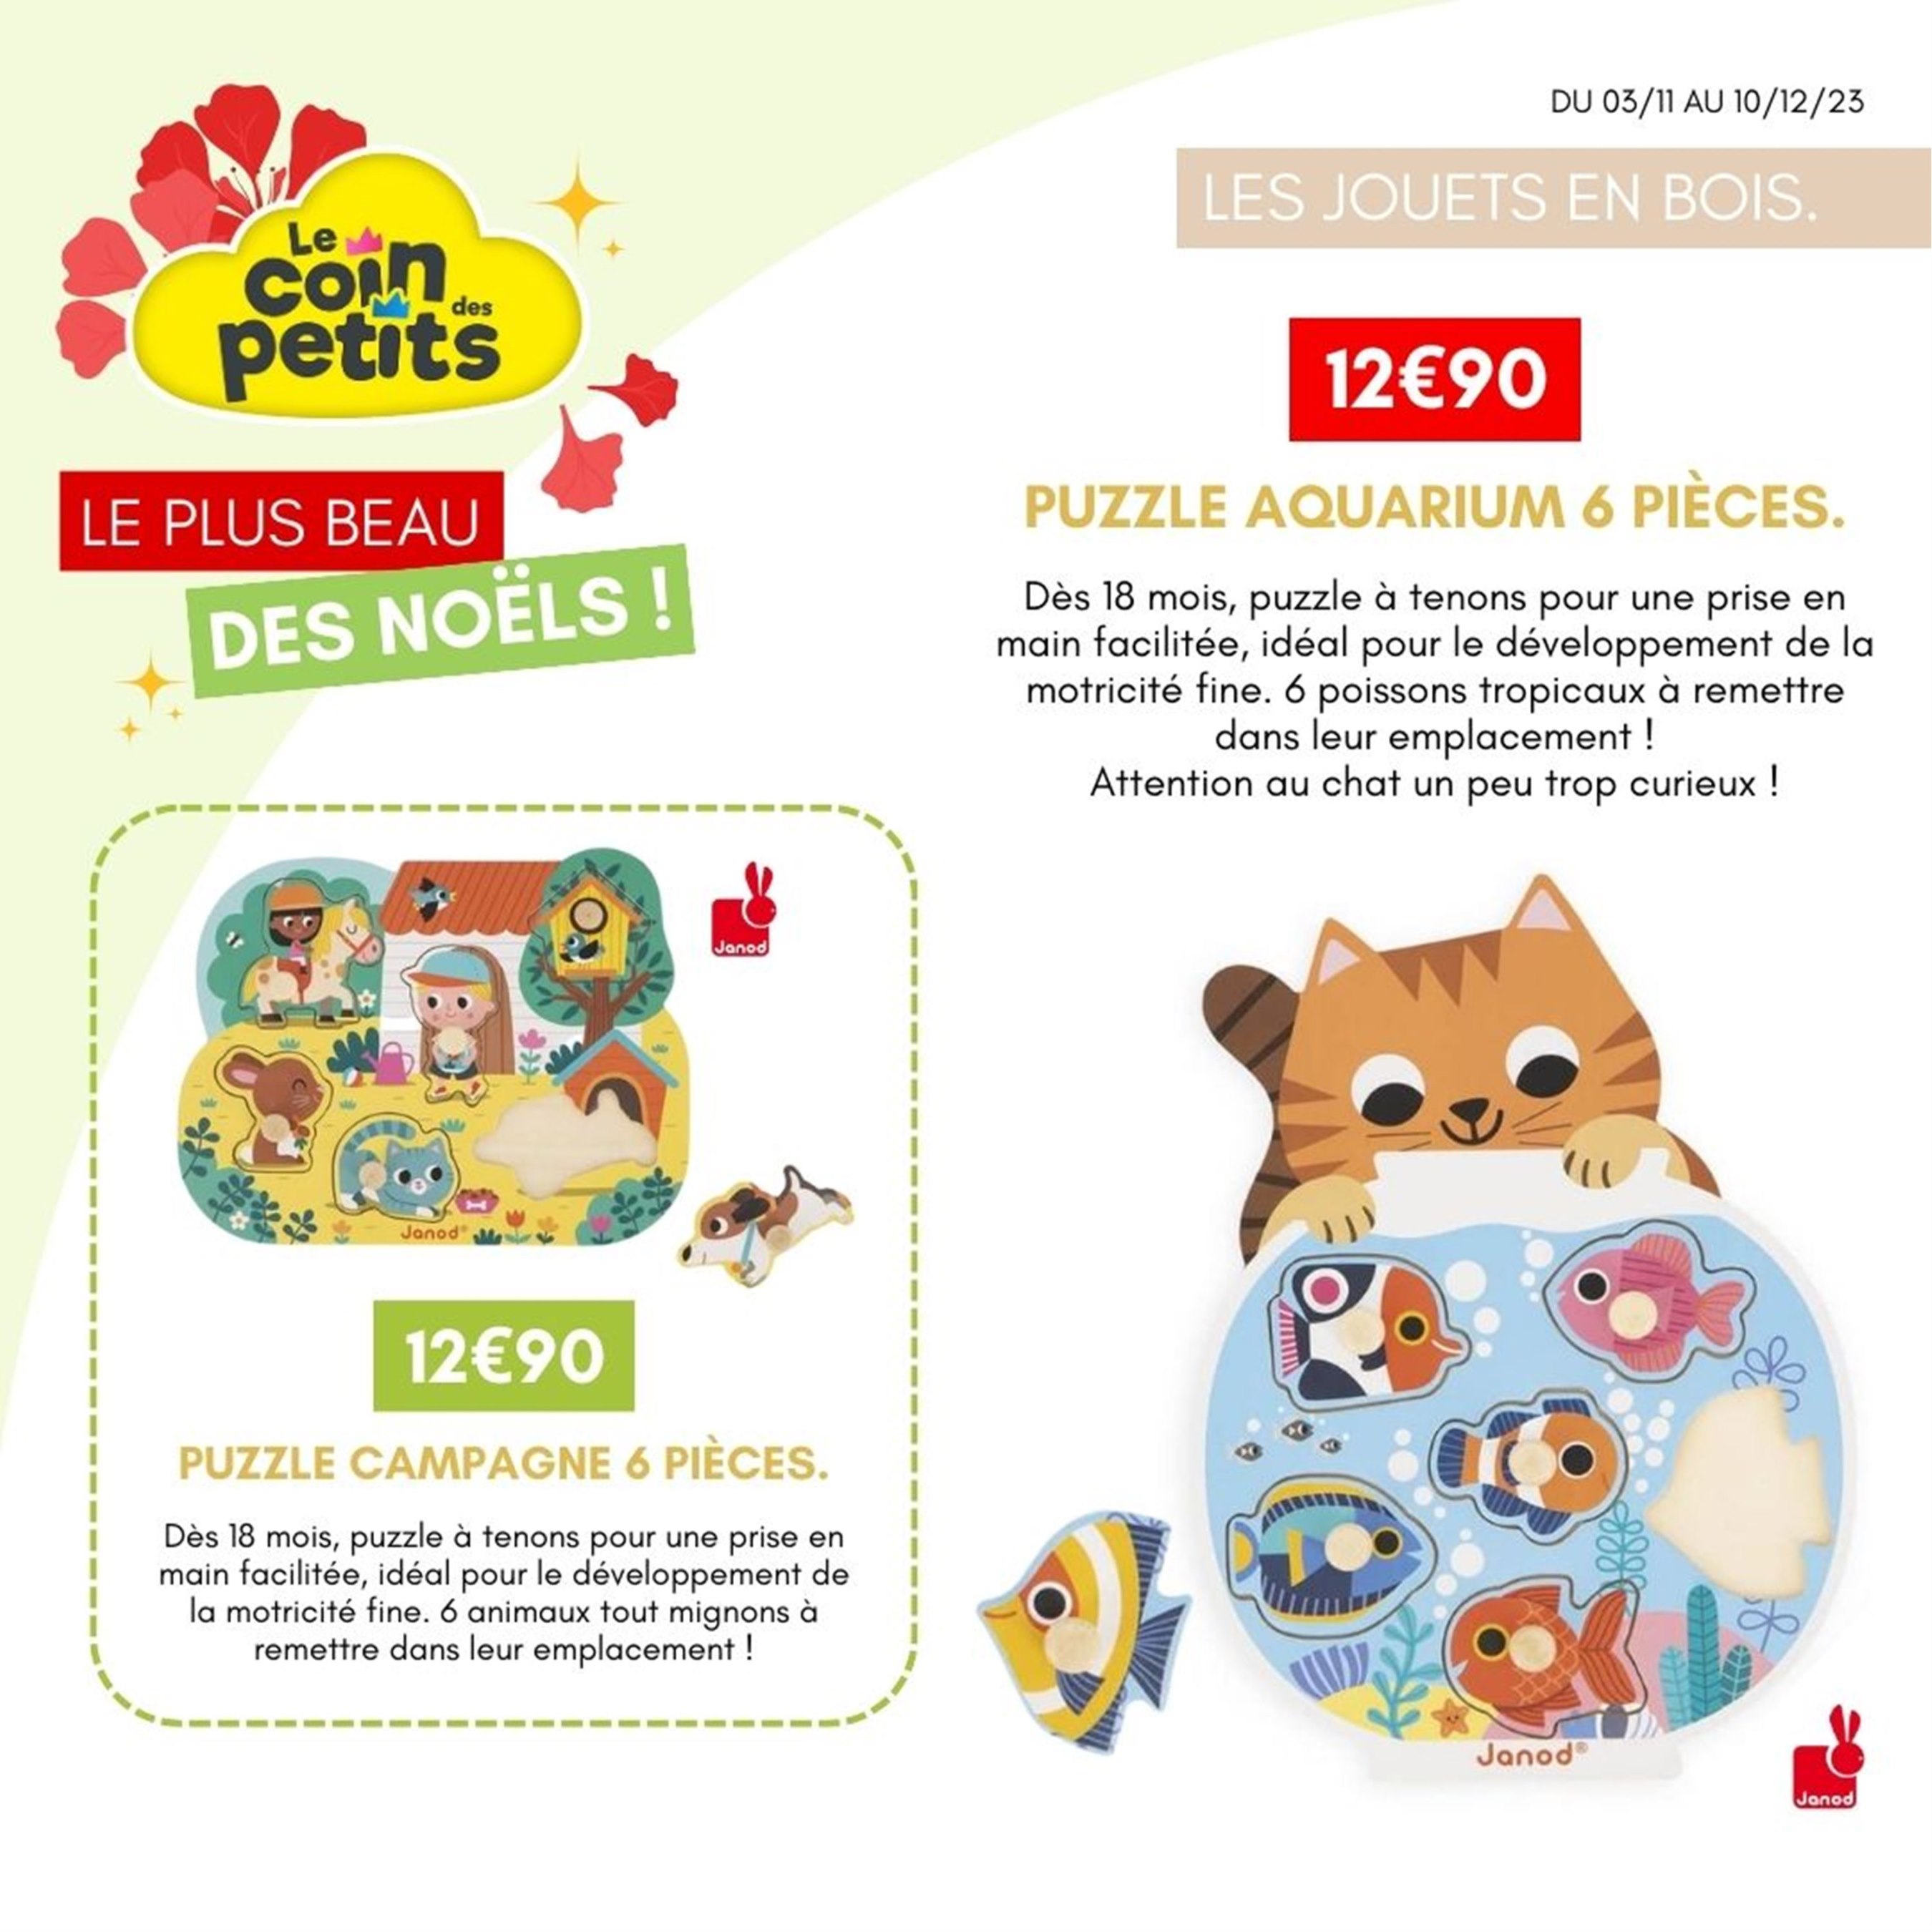 DU 03/11 AU 10/12/23
LES JOUETS EN BOIS.
Le
coin
des
petits
LE PLUS BEAU
DES NOËLS !
12€90
PUZZLE AQUARIUM 6 PIÈCES.
Dès 18 mois, puzzle à tenons pour une prise en
main facilitée, idéal pour le développement de la
motricité fine. 6 poissons tropicaux à remettre
dans leur emplacement !
Attention au chat un peu trop curieux !
Janod
Janod®
12€90
PUZZLE CAMPAGNE 6 PIÈCES.
Dès 18 mois, puzzle à tenons pour une prise en
main facilitée, idéal pour le développement de
la motricité fine. 6 animaux tout mignons à
remettre dans leur emplacement !
Janod®
Janod